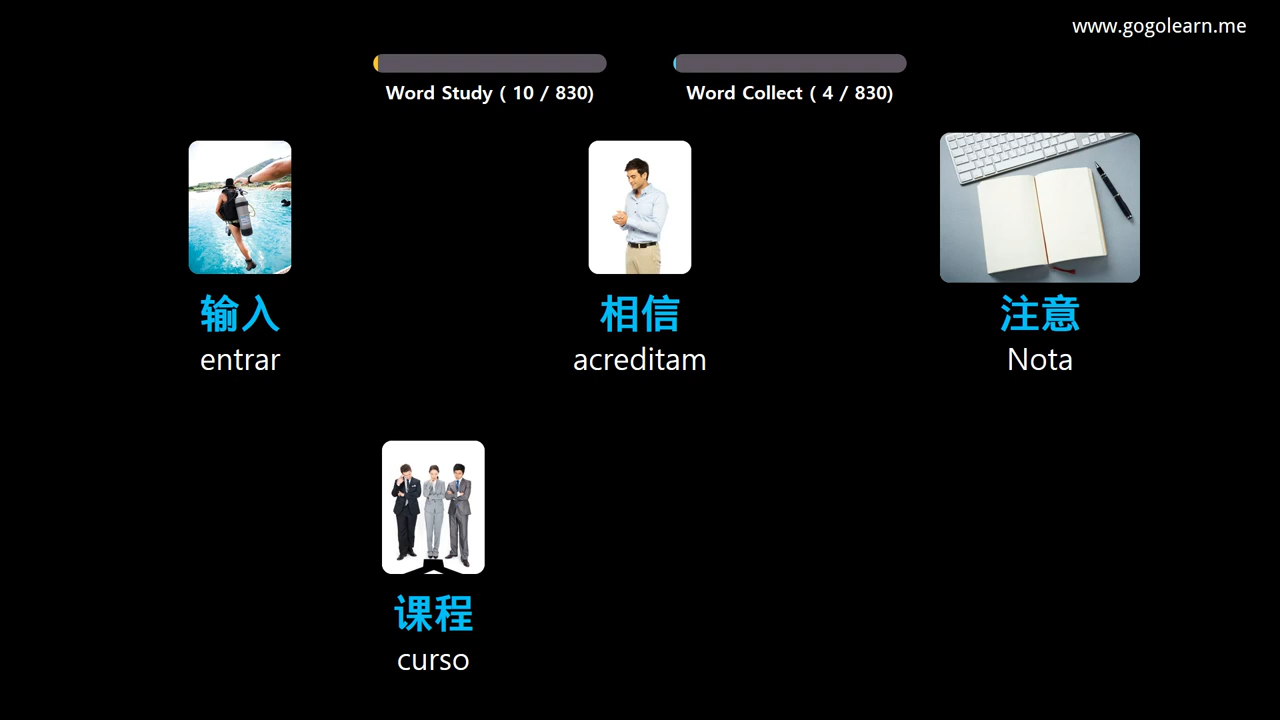 www.gogolearn.me
Word Study ( 10 / 830)
Word Collect ( 4 / 830)
输入
entrar
相信
acreditam
注意
Nota
课程
curso